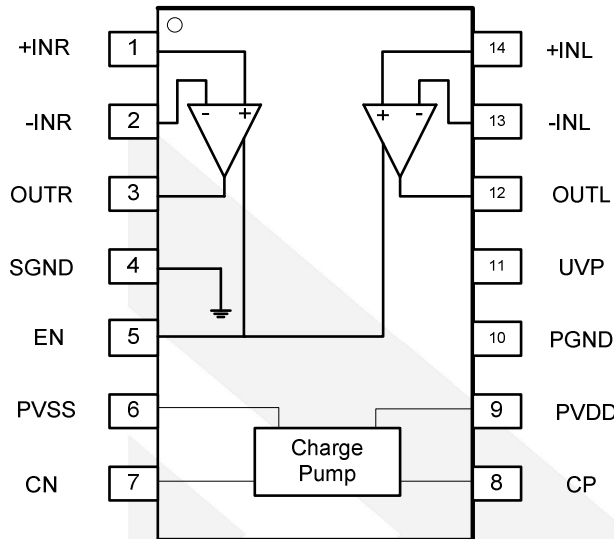 +INR 1 14 +INL
- +
+ -
-INR 2 13 -INL
OUTR 3 12 OUTL
SGND 4 11 UVP
EN 5 10 PGND
PVSS 6 9 PVDD
Charge
Pump
CN 7 8 CP